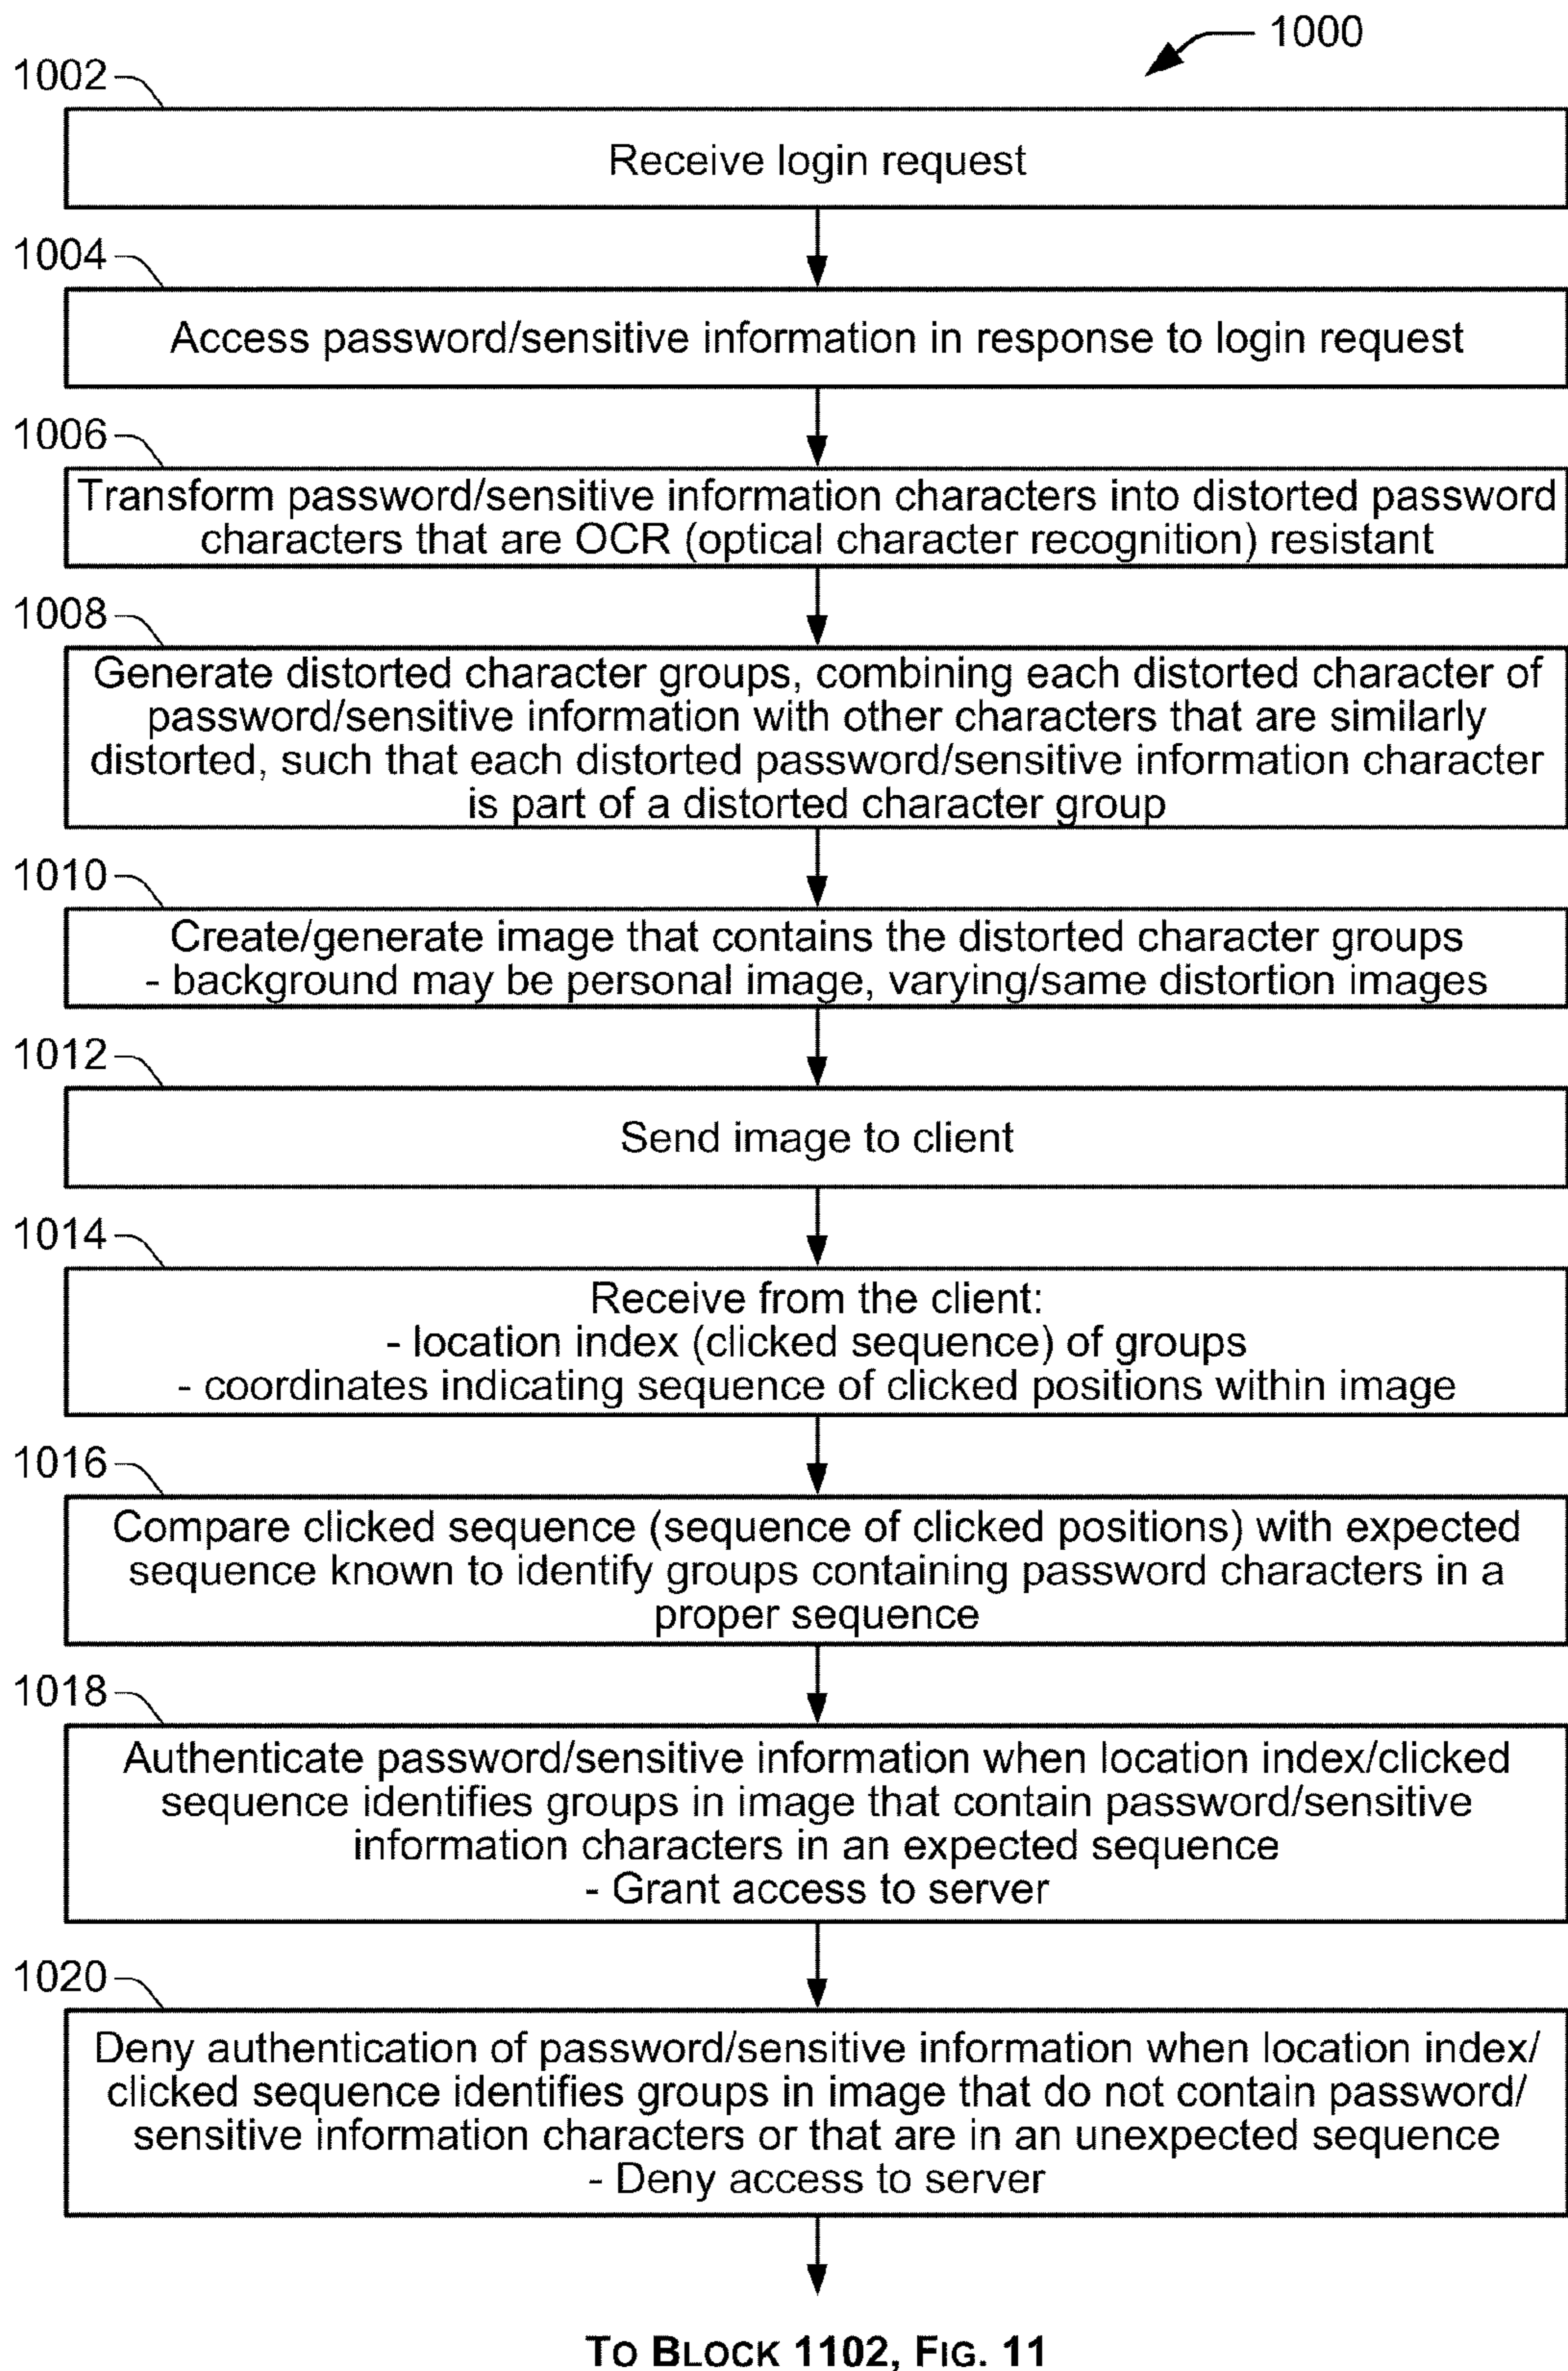 1000
1002
Receive login request
1004
Access password/sensitive information in response to login request
1006
Transform password/sensitive information characters into distorted password
characters that are OCR (optical character recognition) resistant
1008
Generate distorted character groups, combining each distorted character of
password/sensitive information with other characters that are similarly
distorted, such that each distorted password/sensitive information character
is part of a distorted character group
1010
Create/generate image that contains the distorted character groups
- background may be personal image, varying/same distortion images
1012
Send image to client
1014
Receive from the client:
- location index (clicked sequence) of groups
- coordinates indicating sequence of clicked positions within image
1016
Compare clicked sequence (sequence of clicked positions) with expected
sequence known to identify groups containing password characters in a
proper sequence
1018
Authenticate password/sensitive information when location index/clicked
sequence identifies groups in image that contain password/sensitive
information characters in an expected sequence
- Grant access to server
1020
Deny authentication of password/sensitive information when location index/
clicked sequence identifies groups in image that do not contain password/
sensitive information characters or that are in an unexpected sequence
- Deny access to server
TO BLOCK 1102, FIG. 11